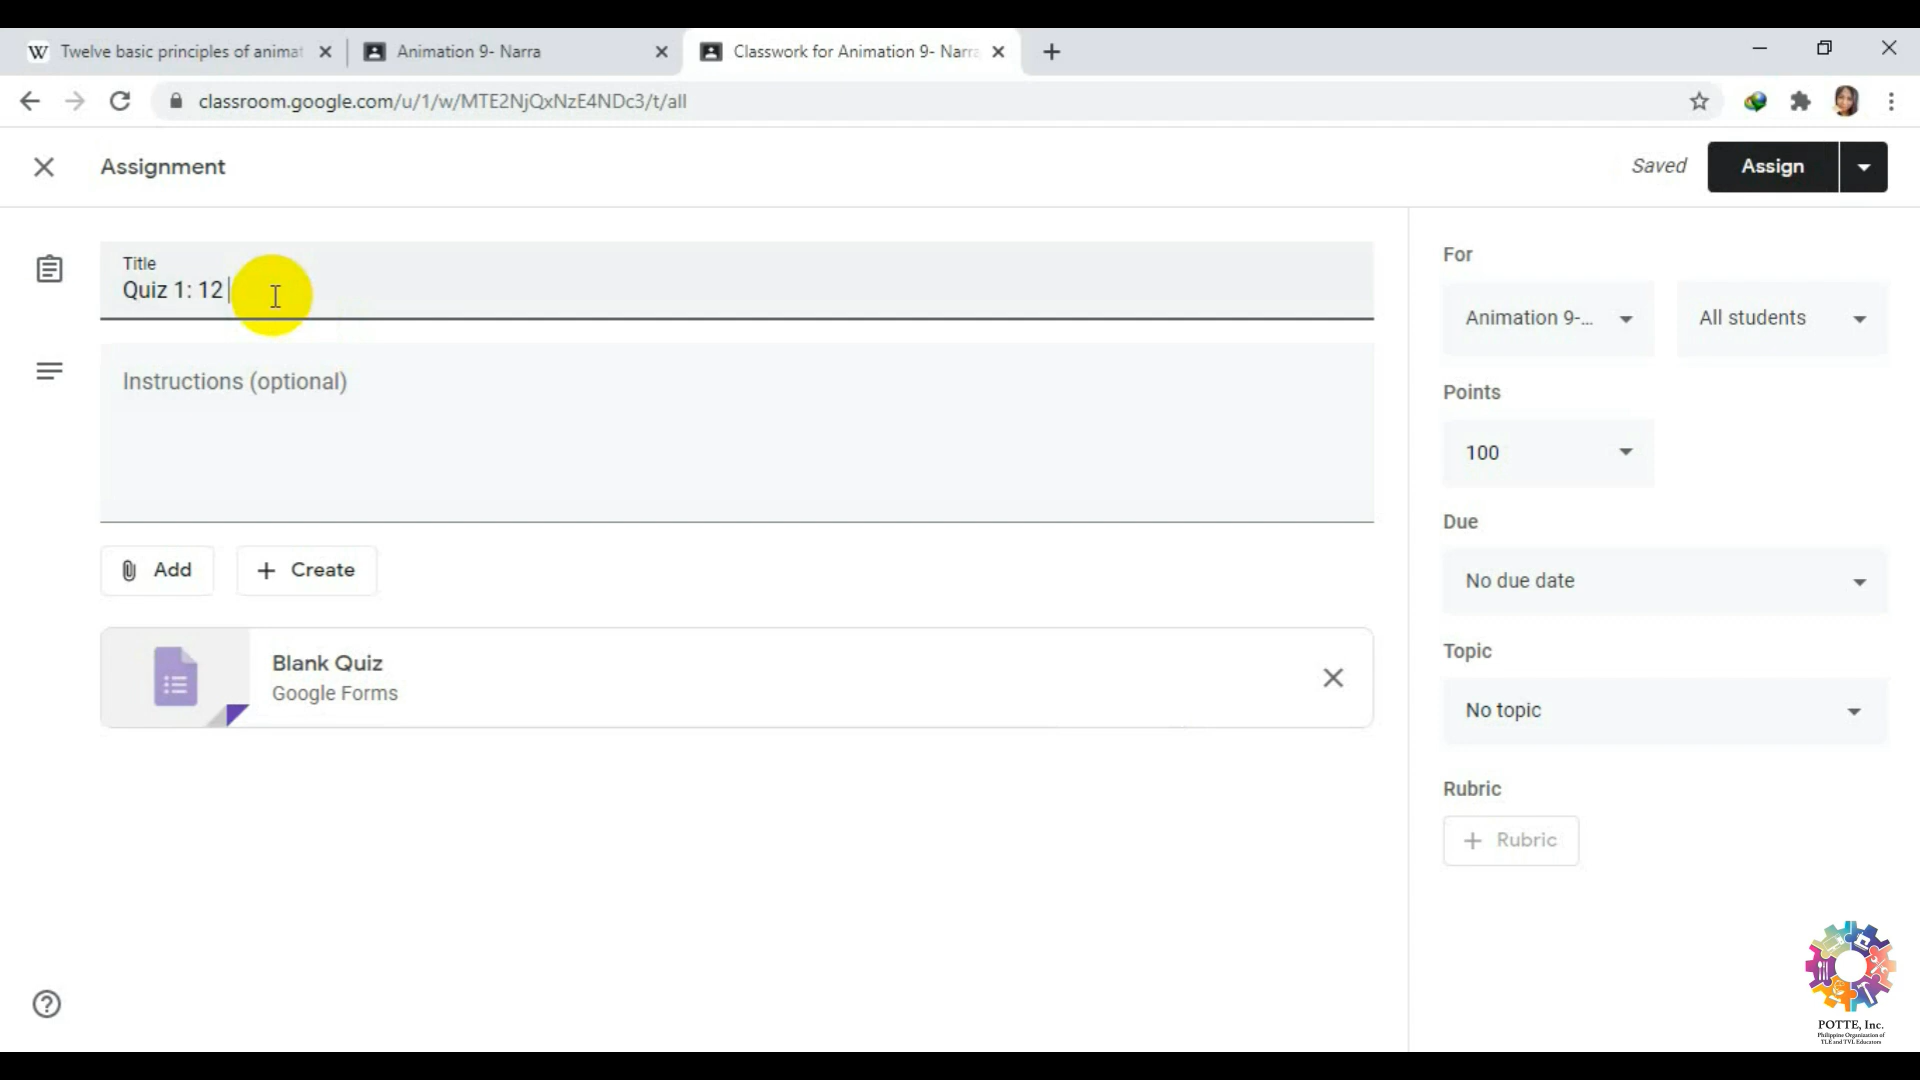 Twelve basic principles of animat
Animation 9- Narra
Classwork for Animation 9- Narra
classroom.google.com/u/1/w/MTE2NjQxNzE4NDc3/t/all
Assignment
Saved
Assign
Title
Quiz 1: 12
Instructions (optional)
Add
Create
Blank Quiz
Google Forms
For
Animation 9-...
All students
Points
100
Due
No due date
Topic
No topic
Rubric
Rubric
POTTE, Inc.
Philippine Organization of
TLE and TVL Educators